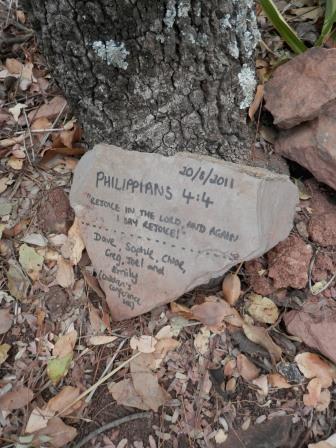 20/8/2011
PHILIPPIANS 4:4
"REJOICE IN THE LORD, AND AGAIN
I SAY REJOICE!"
Dave, Sophie, Chloe,
Greg, Joel and
Emily